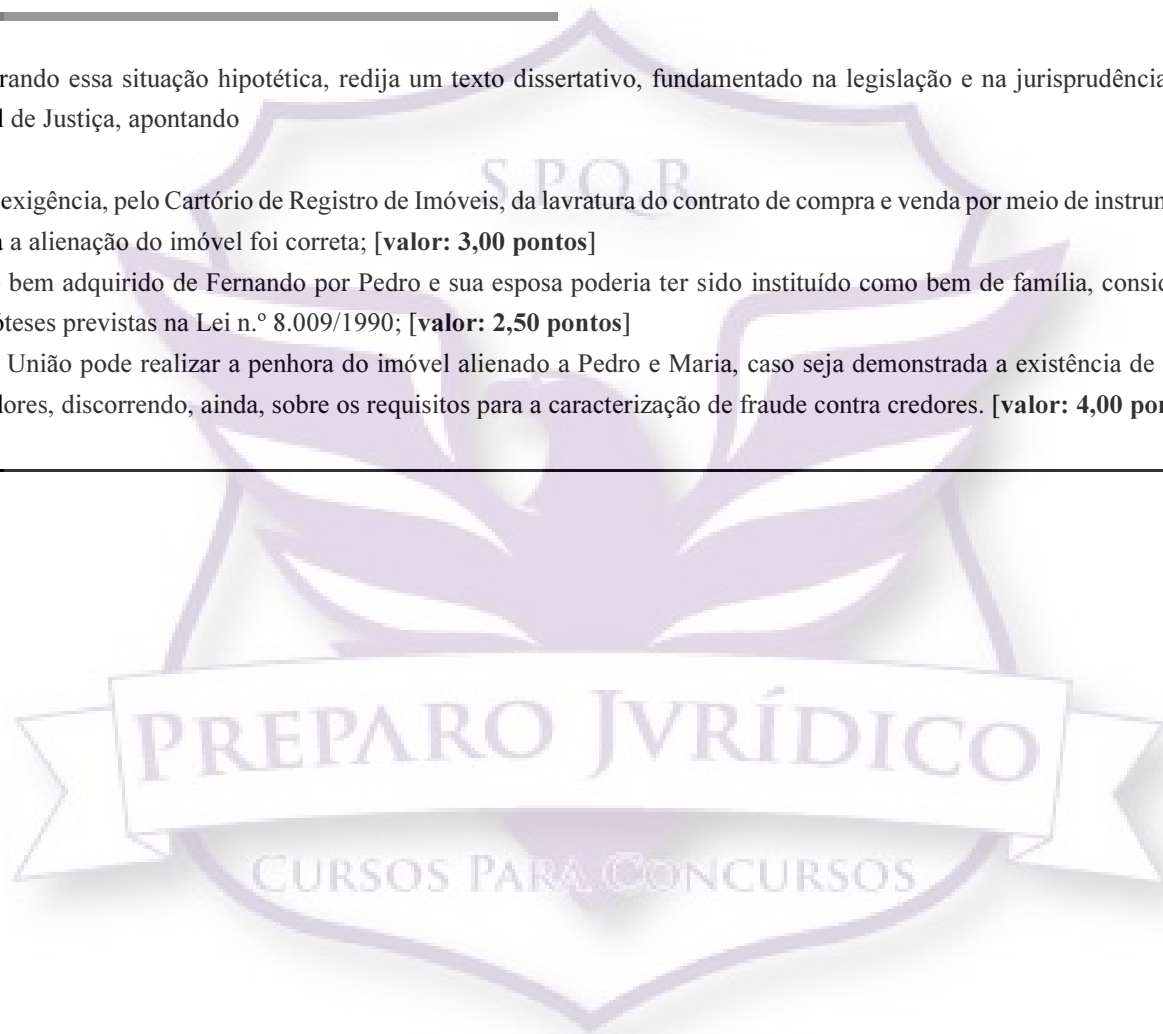 rando essa situação hipotética, redija um texto dissertativo, fundamentado na legislação e na jurisprudência
l de Justiça, apontando
S P Q R
exigência, pelo Cartório de Registro de Imóveis, da lavratura do contrato de compra e venda por meio de instrum
a a alienação do imóvel foi correta; [valor: 3,00 pontos]
bem adquirido de Fernando por Pedro e sua esposa poderia ter sido instituído como bem de família, consid
óteses previstas na Lei n.º 8.009/1990; [valor: 2,50 pontos]
União pode realizar a penhora do imóvel alienado a Pedro e Maria, caso seja demonstrada a existência de
dores, discorrendo, ainda, sobre os requisitos para a caracterização de fraude contra credores. [valor: 4,00 pon
PREPARO JVRÍDICO
CURSOS PARA CONCURSOS